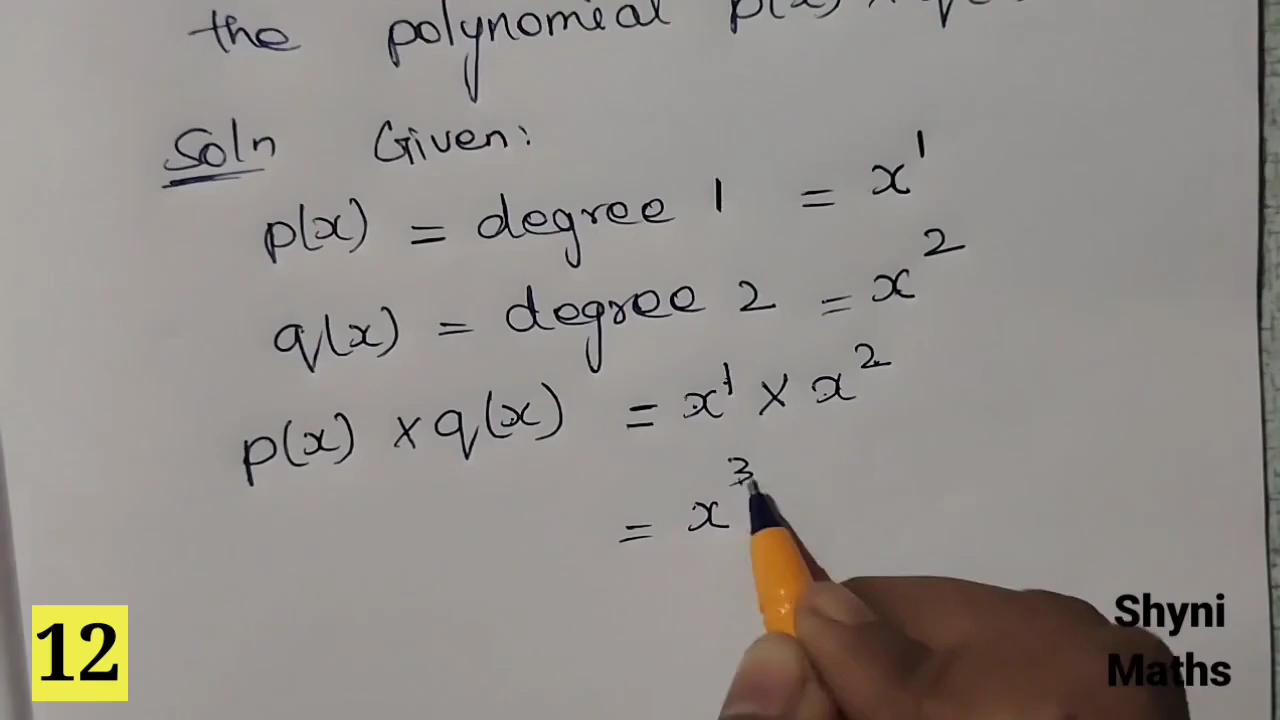 the polynomial p(x) × q
Soln Given:
p(x) = degree 1 = x¹
q(x) = degree 2 = x²
p(x) × q(x) = x¹ × x²
= x³
12
Shyni
Maths